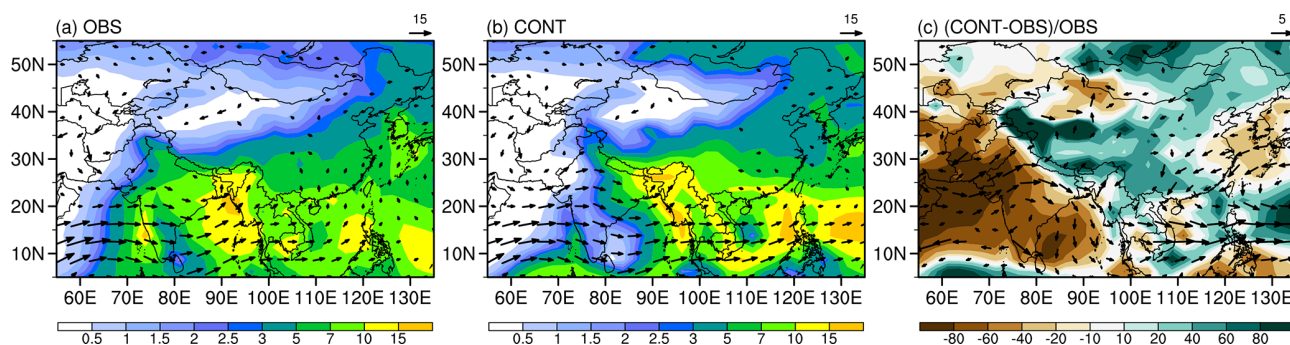 15
15
5
(a) OBS
(b) CONT
(c) (CONT-OBS)/OBS
50N
40N
30N
20N
10N
60E 70E 80E 90E 100E 110E 120E 130E
0.5 1 1.5 2 2.5 3 5 7 10 15
50N
40N
30N
20N
10N
60E 70E 80E 90E 100E 110E 120E 130E
0.5 1 1.5 2 2.5 3 5 7 10 15
50N
40N
30N
20N
10N
60E 70E 80E 90E 100E 110E 120E 130E
-80 -60 -40 -20 -10 10 20 40 60 80